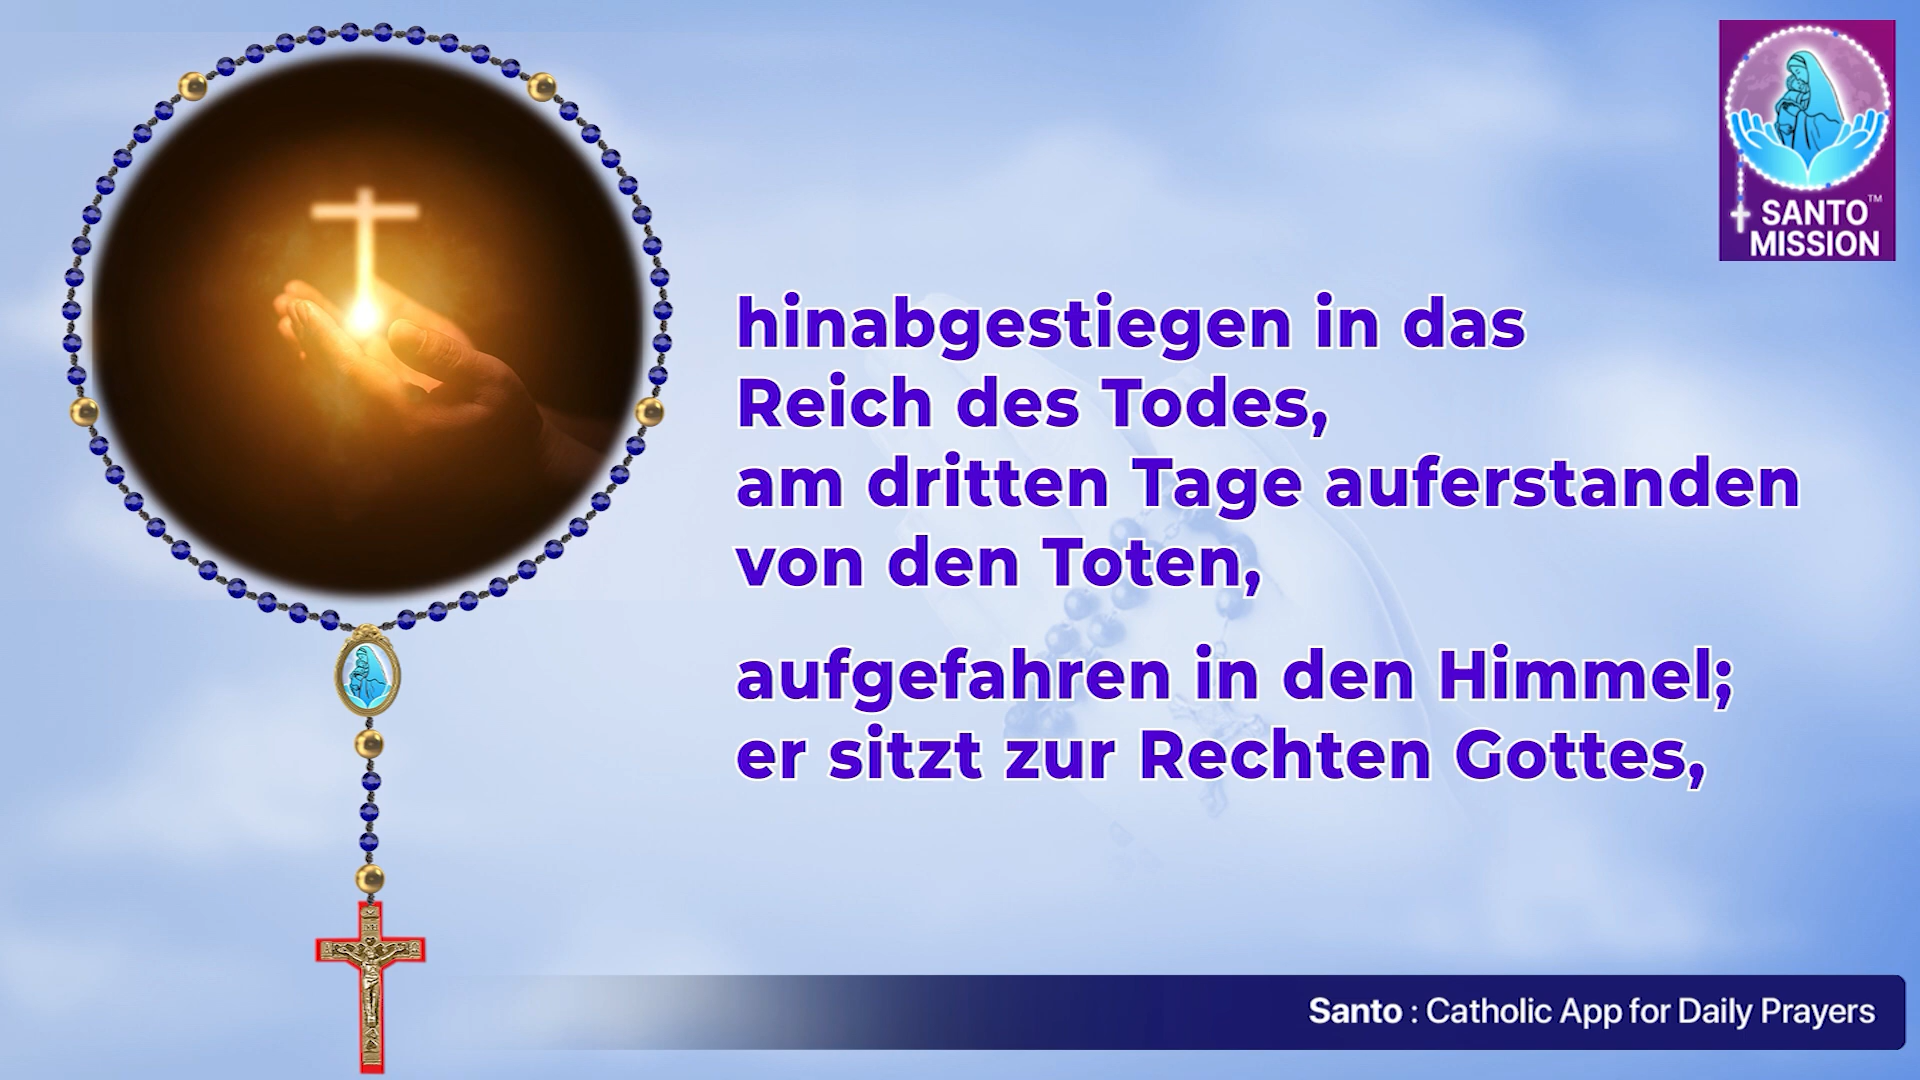 SANTO™
MISSION
hinabgestiegen in das
Reich des Todes,
am dritten Tage auferstanden
von den Toten,
aufgefahren in den Himmel;
er sitzt zur Rechten Gottes,
Santo : Catholic App for Daily Prayers